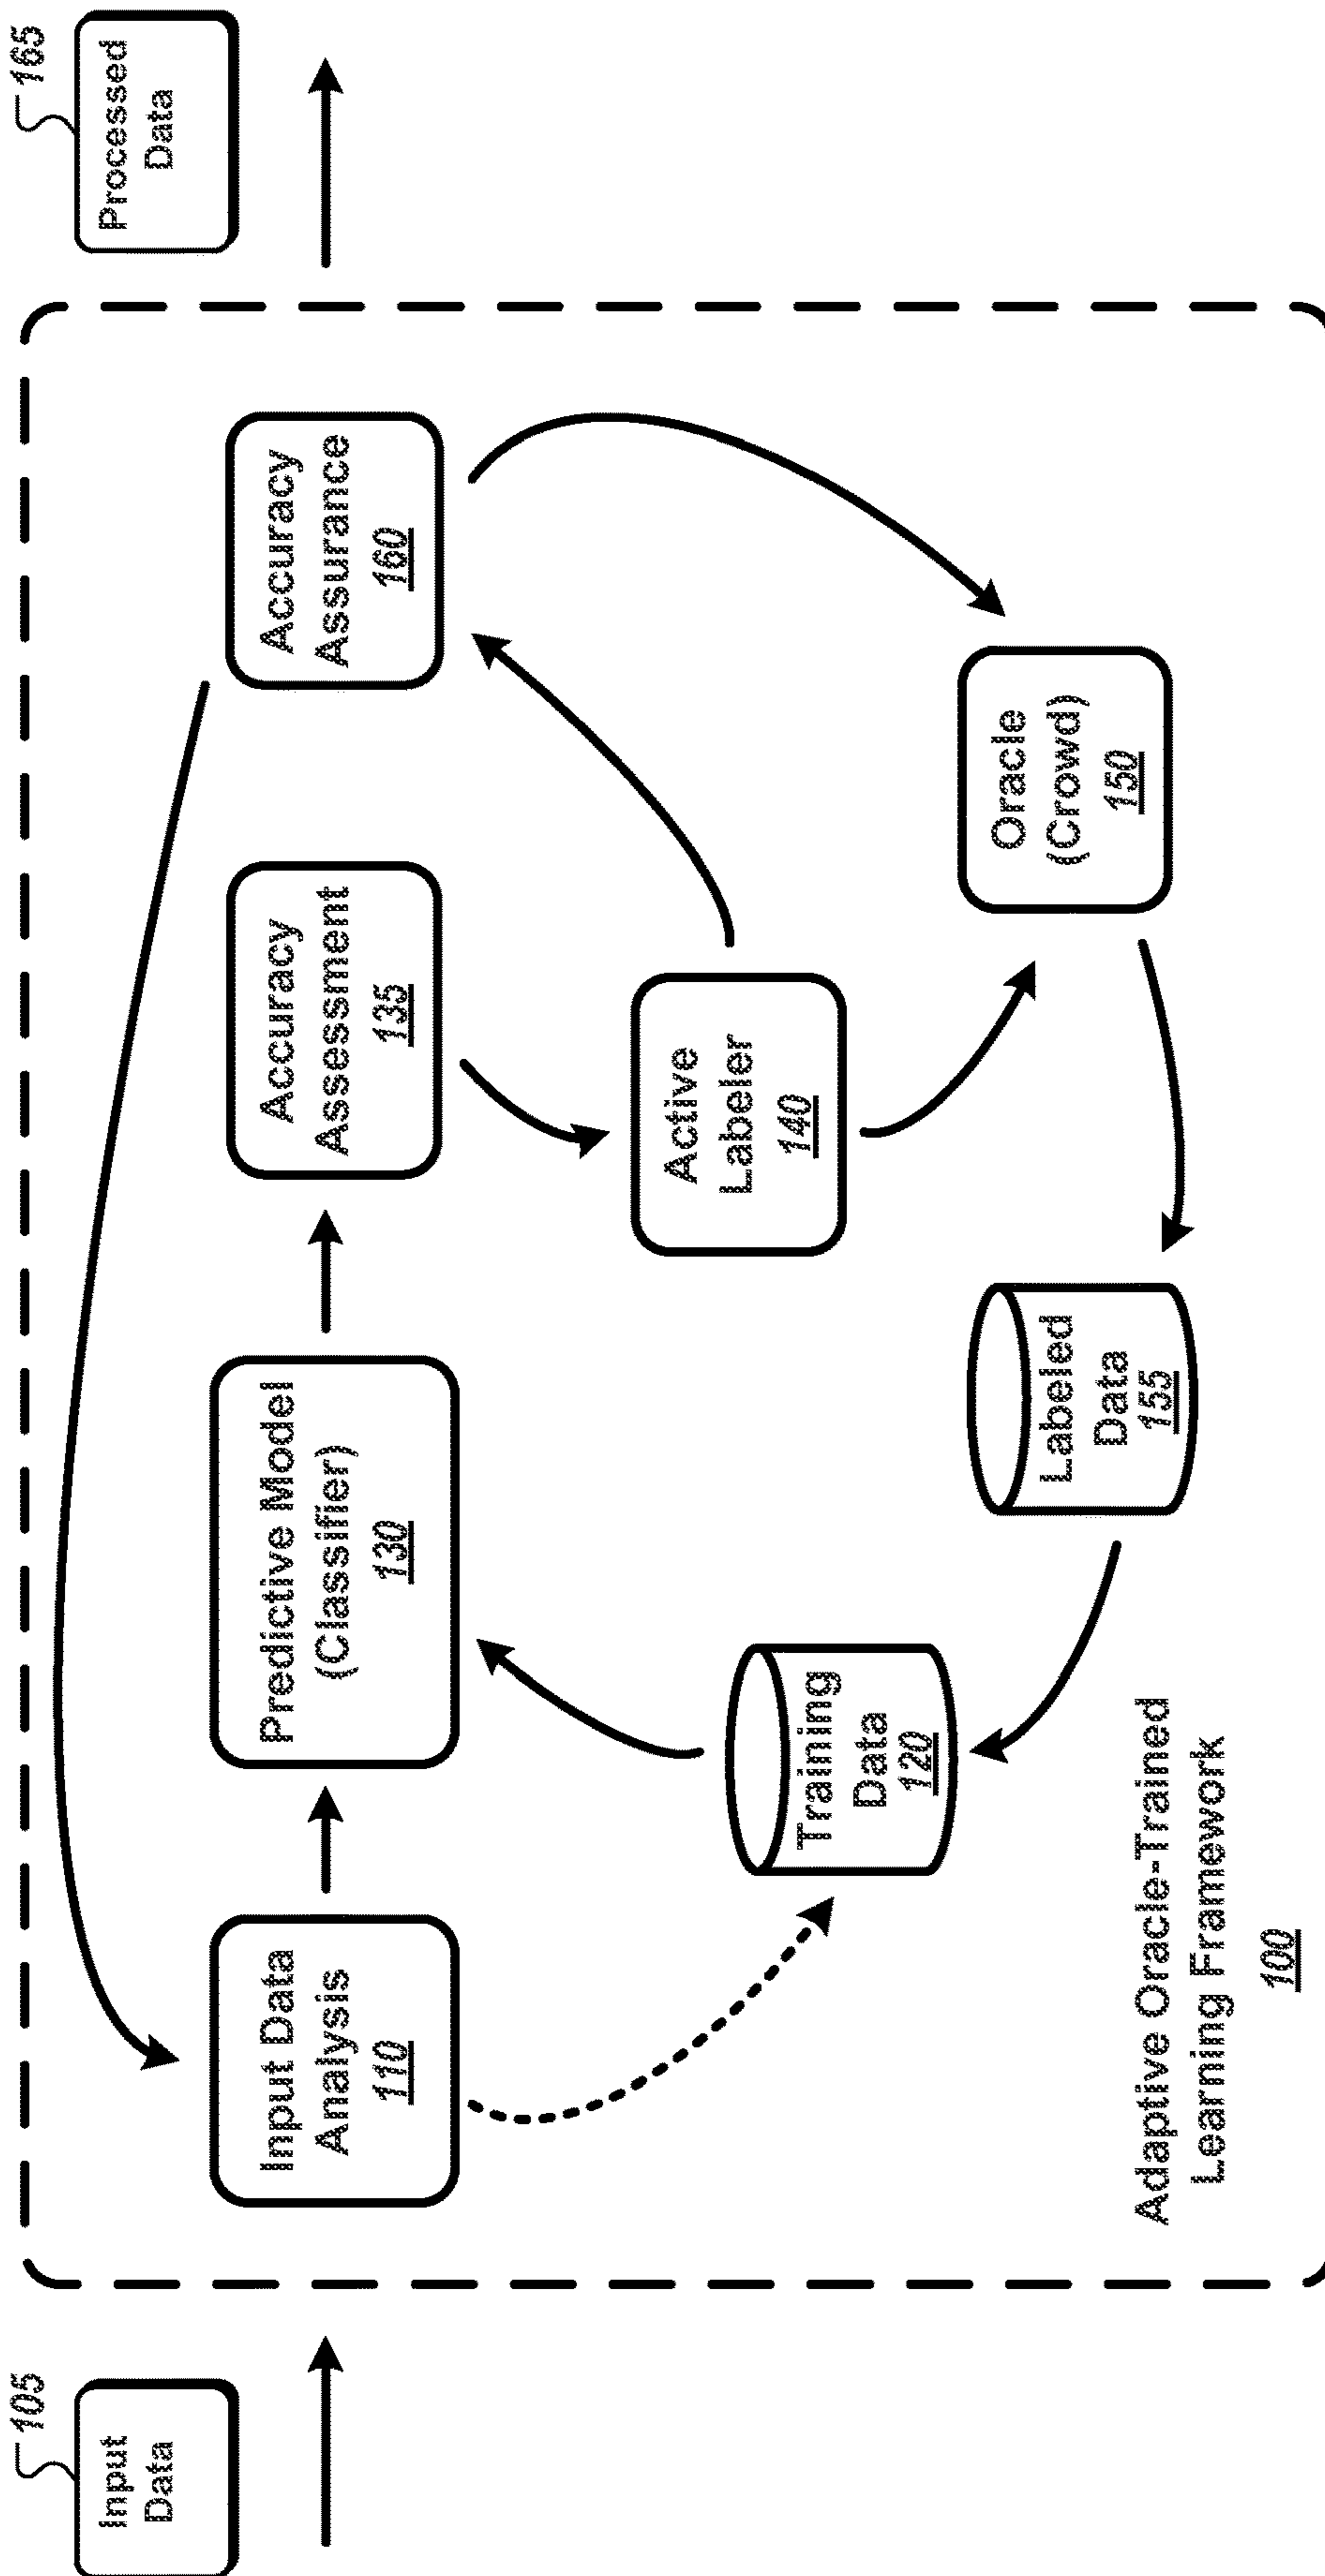 105
Input
Data
Input Data
Analysis
110
Predictive Model
(Classifier)
130
Accuracy
Assessment
135
Accuracy
Assurance
160
165
Processed
Data
Training
Data
120
Active
Labeler
140
Labeled
Data
155
Oracle
(Crowd)
150
Adaptive Oracle-Trained
Learning Framework
100